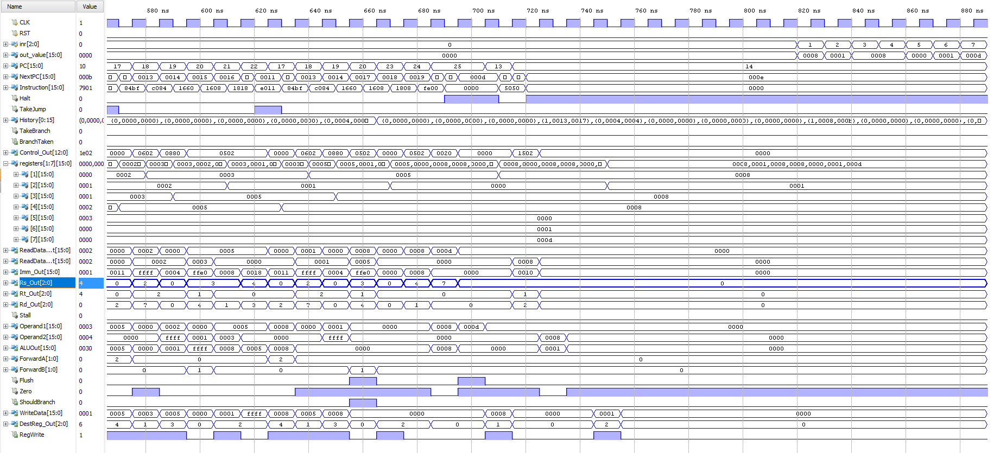 Name Value 580 ns 600 ns 620 ns 640 ns 660 ns 680 ns 700 ns 720 ns 740 ns 760 ns 780 ns 800 ns 820 ns 840 ns 860 ns 880 ns
CLK 1
RST 0
inr[2:0] 0 0 1 2 3 4 5 6 7
out_value[15:0] 0000 0000 0008 0001 0008 0000 0001 000d
PC[15:0] 10 17 18 19 20 21 22 17 18 19 20 23 24 25 13 14
NextPC[15:0] 000b 0013 0014 0015 0016 0011 0013 0014 0017 0018 0019 000d 000e
Instruction[15:0] 7901 84bf c084 1660 1608 1818 e011 84bf c084 1660 1608 1808 fe00 0000 5050 0000
Halt 0
TakeJump 0
History[0:15] (0,0000,0 (0,0000,0000),(0,0000,0000),(0,0000,0000),(0,0000,0000),(0,0004,000 (0,0000,0000),(0,0000,0000),(0,0000,0000),(1,0013,0017),(0,0004,0004),(0,0000,0000),(0,0000,0000),(0,0000,0000),(1,0008,000b),(0,0000,0000),(0,0000,0000),(0,0
TakeBranch 0
BranchTaken 0
Control_Out[12:0] 1e02 0000 0602 0880 0502 0000 0602 0880 0502 0000 0502 0020 0000 1502 0000
registers[1:7][15:0] 0000,000 0002 0003 0003,0002,0 0003,0001,0 0003 0005 0005,0001,0 0005,0000,0008,0008,0000, 0008,0000,0008,0008,0000, 0008,0001,0008,0008,0000,0001,000d
[1][15:0] 0000 0002 0003 0005 0008
[2][15:0] 0001 0002 0001 0000 0001
[3][15:0] 0001 0003 0005 0008
[4][15:0] 0002 0005 0008
[5][15:0] 0003 0000
[6][15:0] 0000 0001
[7][15:0] 0000 000d
ReadData...t[15:0] 0002 0000 0002 0000 0005 0000 0001 0000 0008 0000 0008 000d 0000
ReadData...t[15:0] 0002 0000 0002 0003 0000 0001 0005 0000 0008 0000
Imm_Out[15:0] 0001 0011 ffff 0004 ffe0 0008 0018 0011 ffff 0004 ffe0 0000 0008 0000 0010 0000
Rs_Out[2:0] 4 0 2 0 3 4 0 2 0 3 0 4 7 0
Rt_Out[2:0] 4 0 2 1 0 2 1 0 1 0
Rd_Out[2:0] 0 2 7 0 4 1 3 2 7 0 4 0 1 0 2 0
Stall 0
Operand1[15:0] 0003 0005 0000 0002 0000 0005 0008 0000 0001 0000 0008 000d 0000
Operand2[15:0] 0004 0000 ffff 0001 0003 0000 ffff 0000 0008 0000
ALUOut[15:0] 0030 0005 0000 0001 ffff 0008 0005 0008 0000 0008 0000 0001 0000
ForwardA[1:0] 0 2 0 2 0
ForwardB[1:0] 0 0 1 0 1 0
Flush 0
Zero 0
ShouldBranch 0
WriteData[15:0] 0001 0005 0003 0005 0000 0001 ffff 0008 0005 0008 0000 0008 0000 0001 0000
DestReg_Out[2:0] 6 4 1 3 0 2 4 1 3 0 2 0 1 0 2 0
RegWrite 1